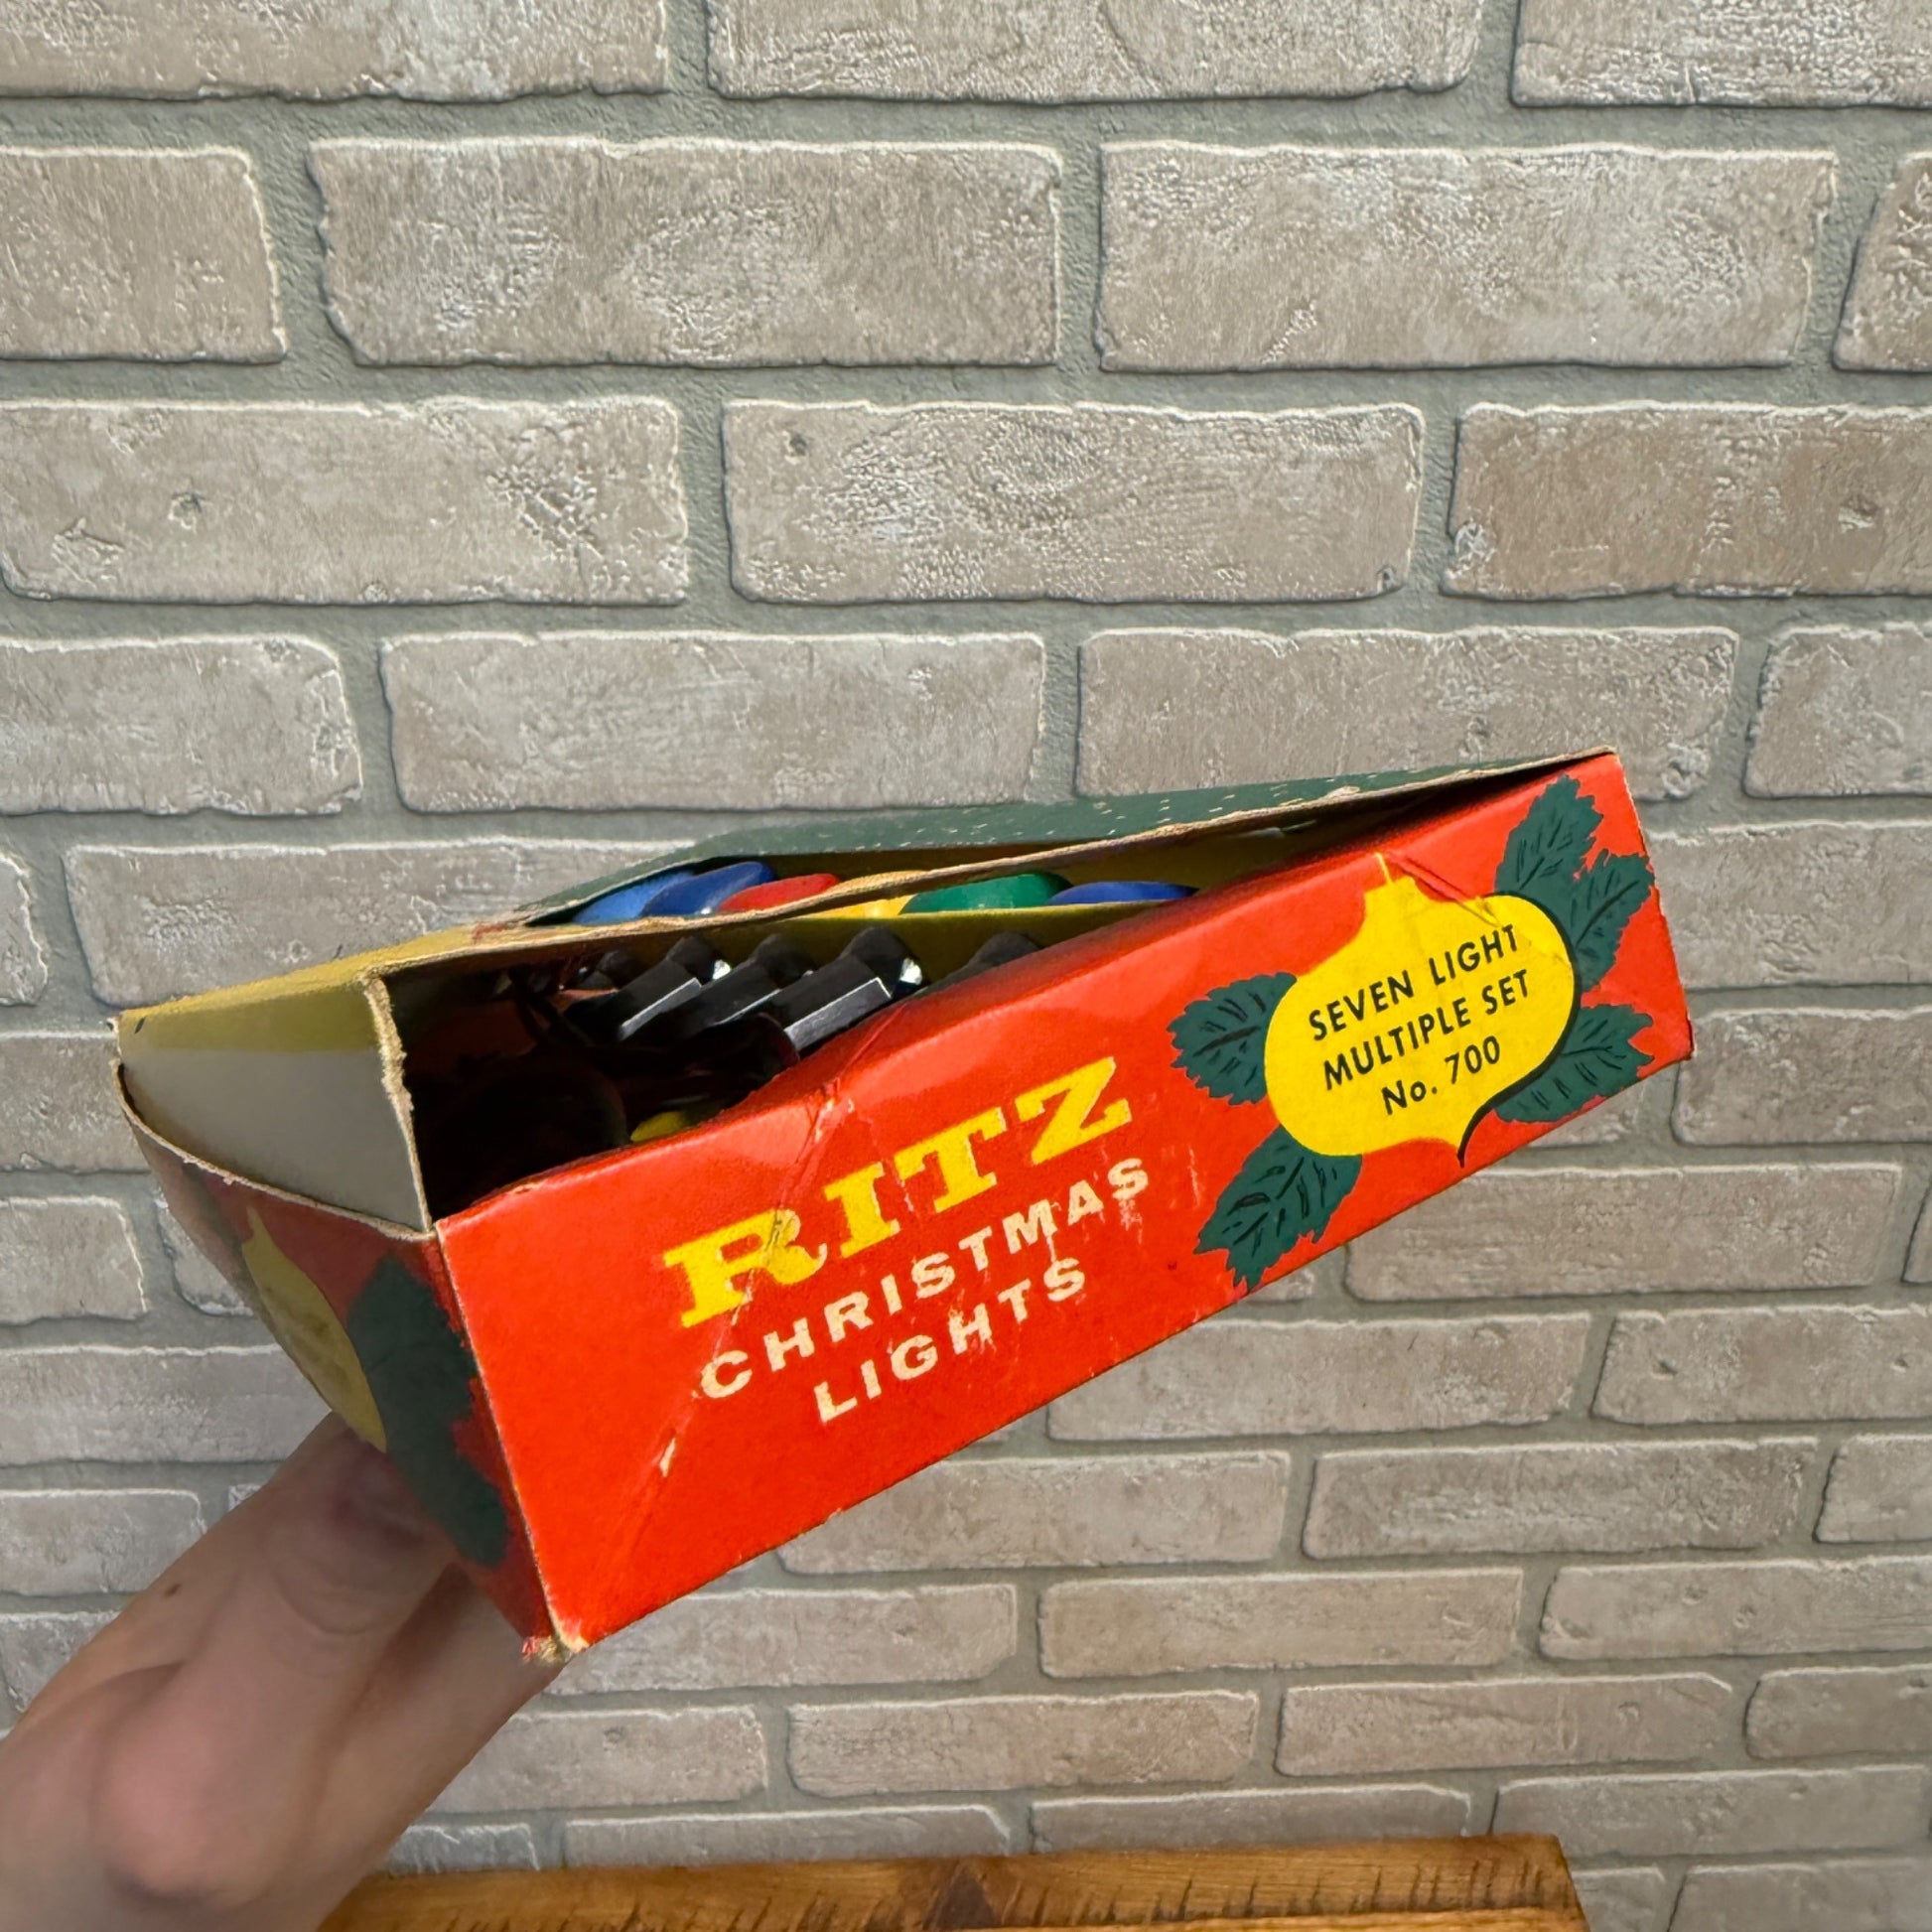 RITZ
CHRISTMAS
LIGHTS
SEVEN LIGHT
MULTIPLE SET
No. 700